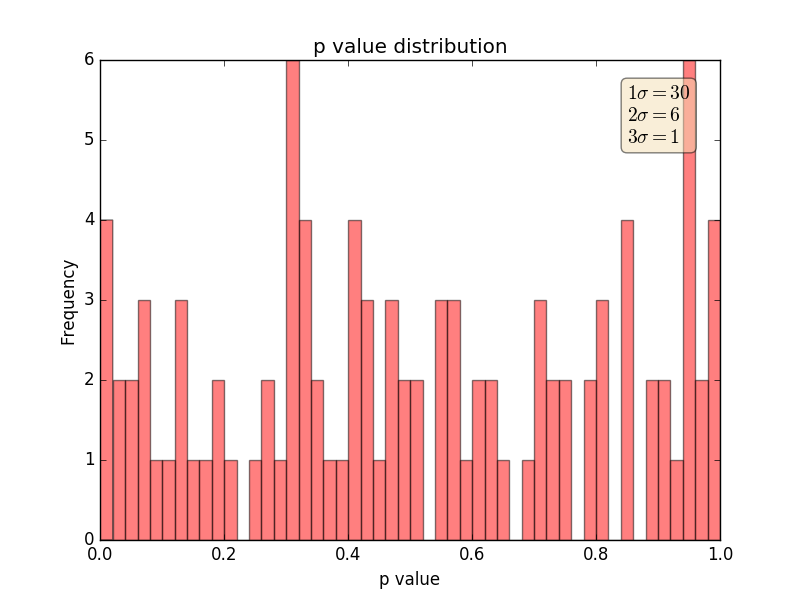 p value distribution
6
1σ = 30
2σ = 6
3σ = 1
5
4
3
2
1
0
Frequency
0.0 0.2 0.4 0.6 0.8 1.0
p value